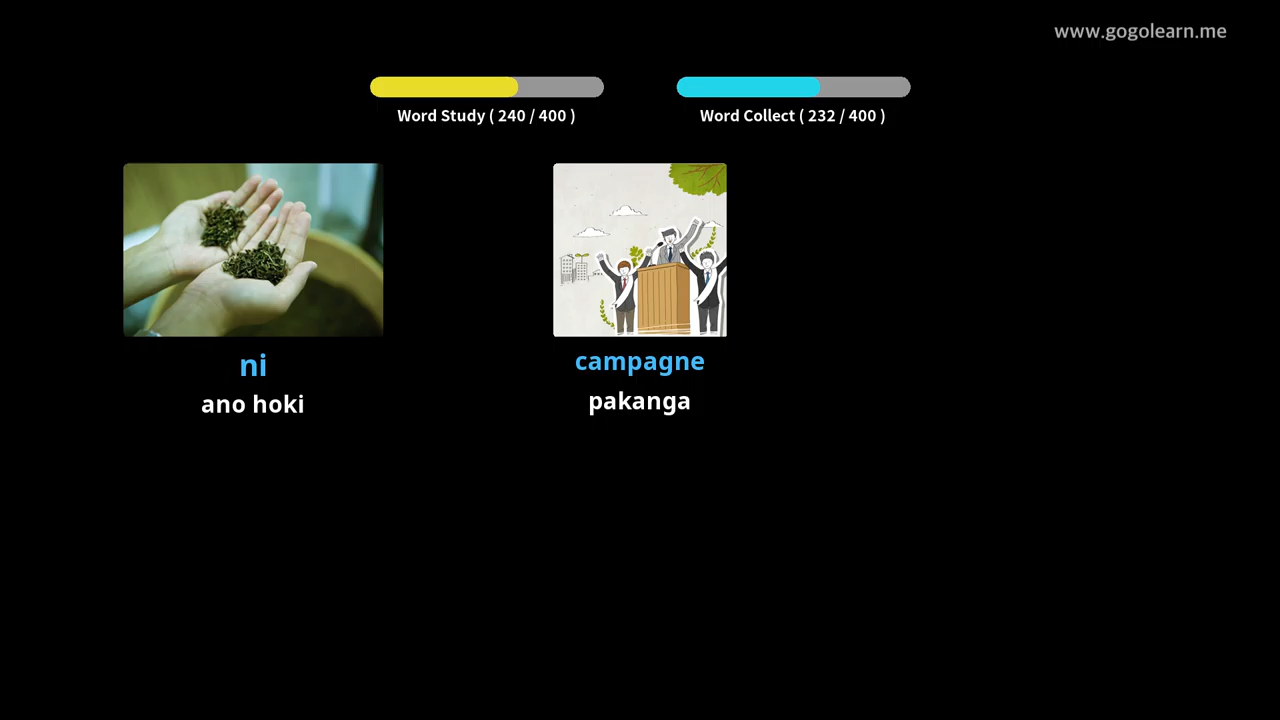 www.gogolearn.me
Word Study ( 240 / 400 )
Word Collect ( 232 / 400 )
ni
ano hoki
campagne
pakanga